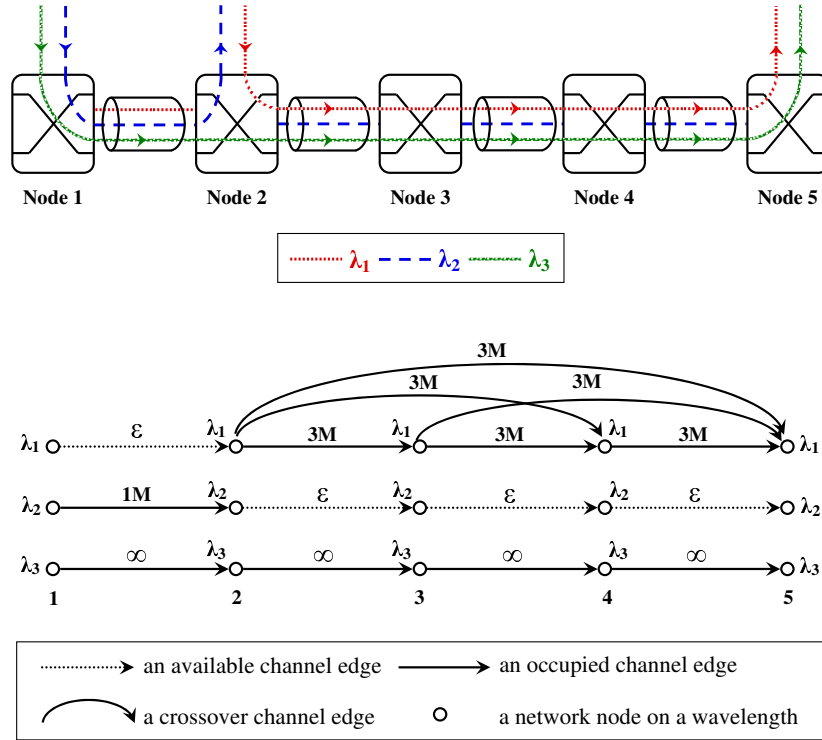 Node 1 Node 2 Node 3 Node 4 Node 5
λ1 λ2 λ3
3M
3M 3M
λ1 ε λ1 3M λ1 3M λ1 3M λ1
λ2 1M λ2 ε λ2 ε λ2 ε λ2
λ3 ∞ λ3 ∞ λ3 ∞ λ3 ∞ λ3
1 2 3 4 5
an available channel edge an occupied channel edge
a crossover channel edge a network node on a wavelength